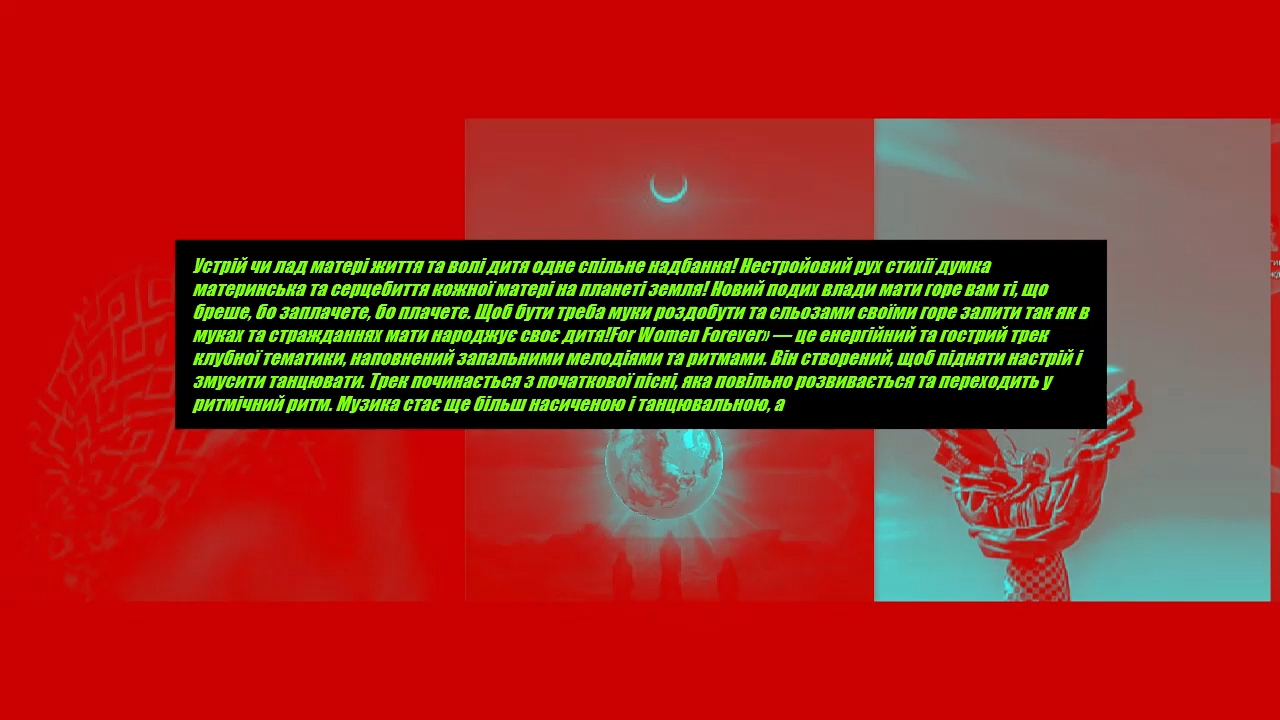 Устрій чи лад матері життя та волі дитя одне спільне надбання! Нестройовий рух стихії думка
материнська та серцебиття кожної матері на планеті земля! Новий подих влади мати горе вам ті, що
бреше, бо заплачете, бо плачете. Щоб бути треба муки роздобути та сльозами своїми горе залити так як в
муках та стражданнях мати народжує своє дитя!For Women Forever» — це енергійний та гострий трек
клубної тематики, наповнений запальними мелодіями та ритмами. Він створений, щоб підняти настрій і
змусити танцювати. Трек починається з початкової пісні, яка повільно розвивається та переходить у
ритмічний ритм. Музика стає ще більш насиченою і танцювальною, а